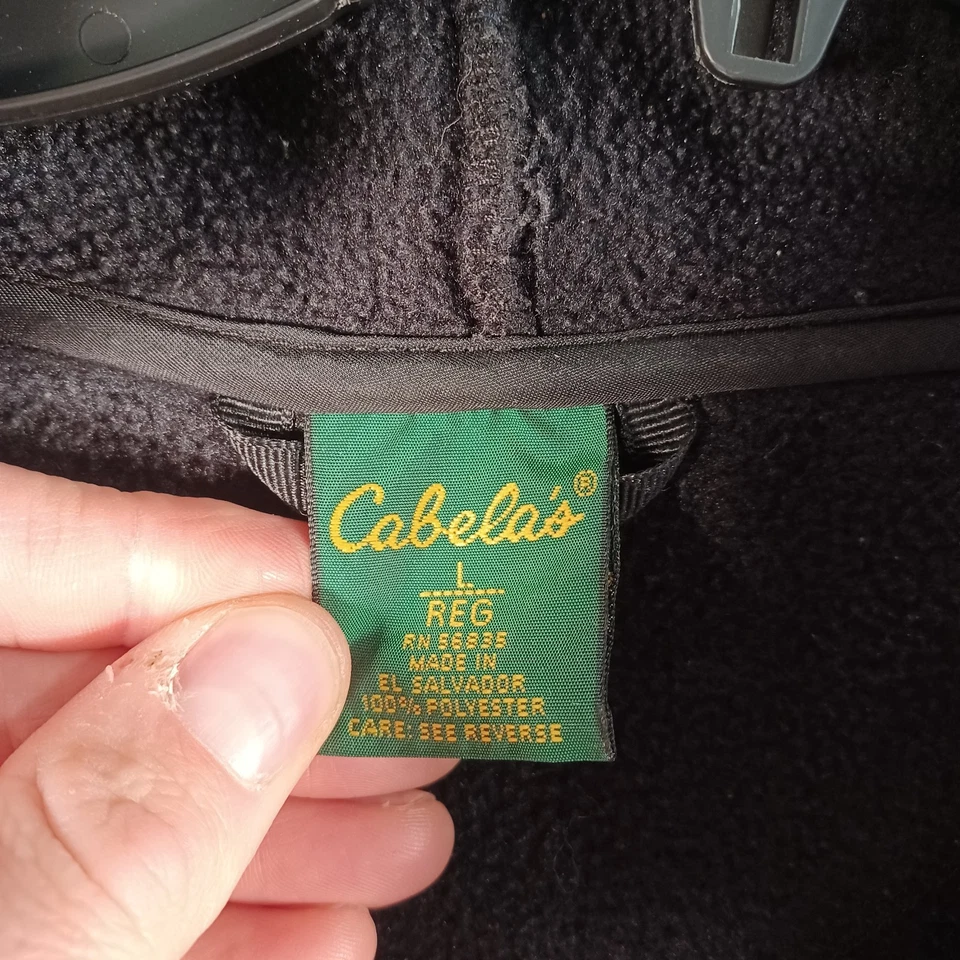 Cabela's®
L
REG
RN 56835
MADE IN
EL SALVADOR
100% POLYESTER
CARE: SEE REVERSE